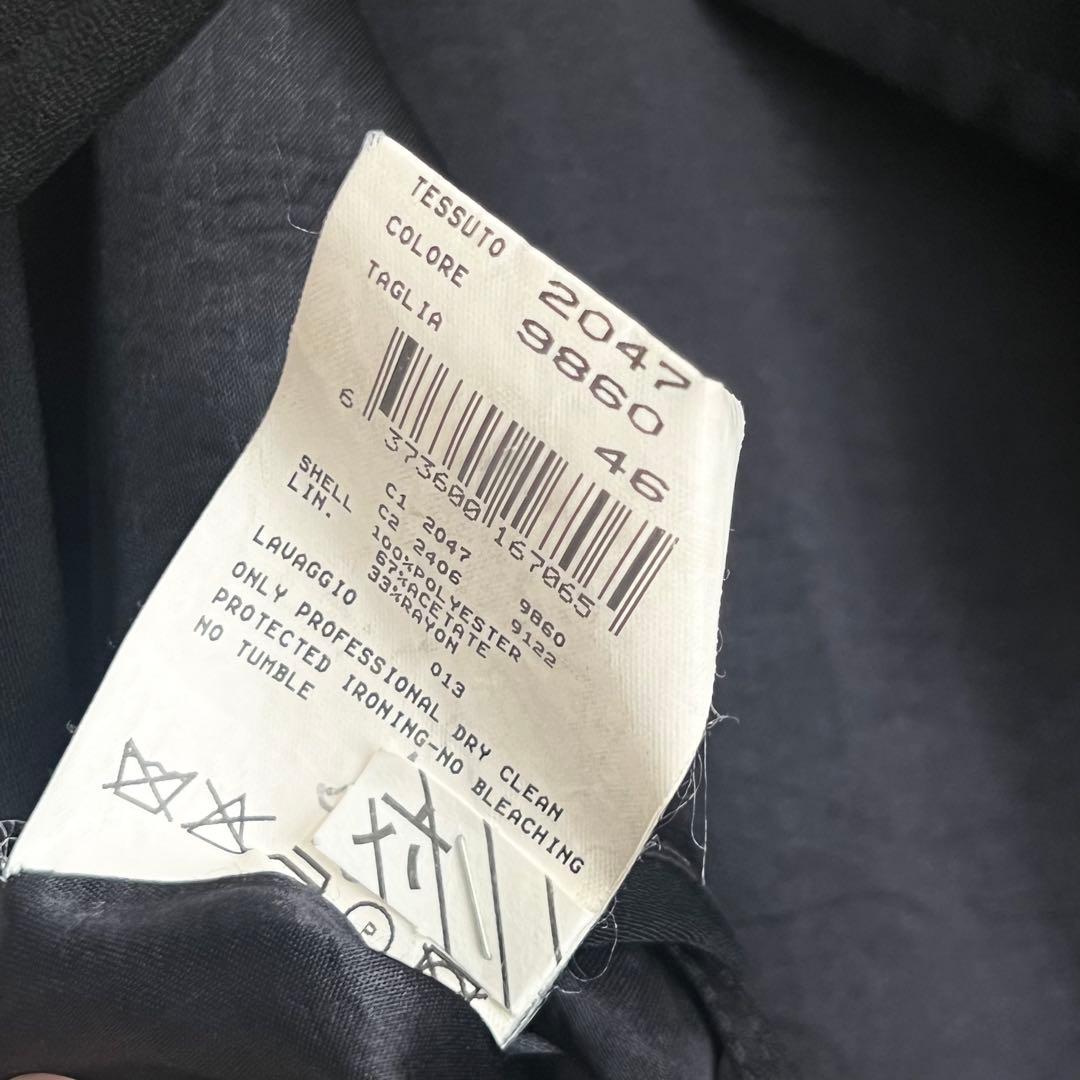 TESSUTO 2047
COLORE 9860
TAGLIA 46
6 373600 167065
C1 2047 9860
C2 2406 9122
SHELL 100%POLYESTER
LIN. 67%ACETATE
33%RAYON
LAVAGGIO 013
ONLY PROFESSIONAL DRY CLEAN
PROTECTED IRONING-NO BLEACHING
NO TUMBLE
P